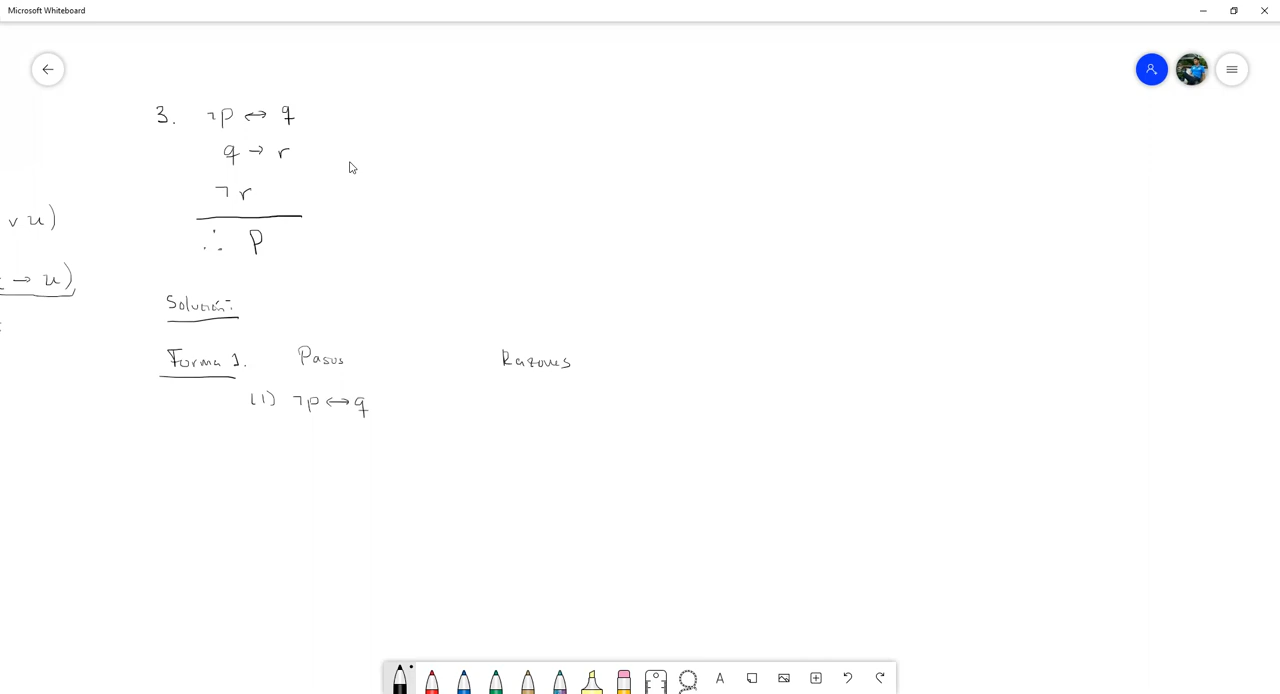 Microsoft Whiteboard
3. ¬p ↔ q
q → r
¬r
∴ p
v u)
→ u)
Solución:
Forma 1. Pasos Razones
(1) ¬p ↔ q